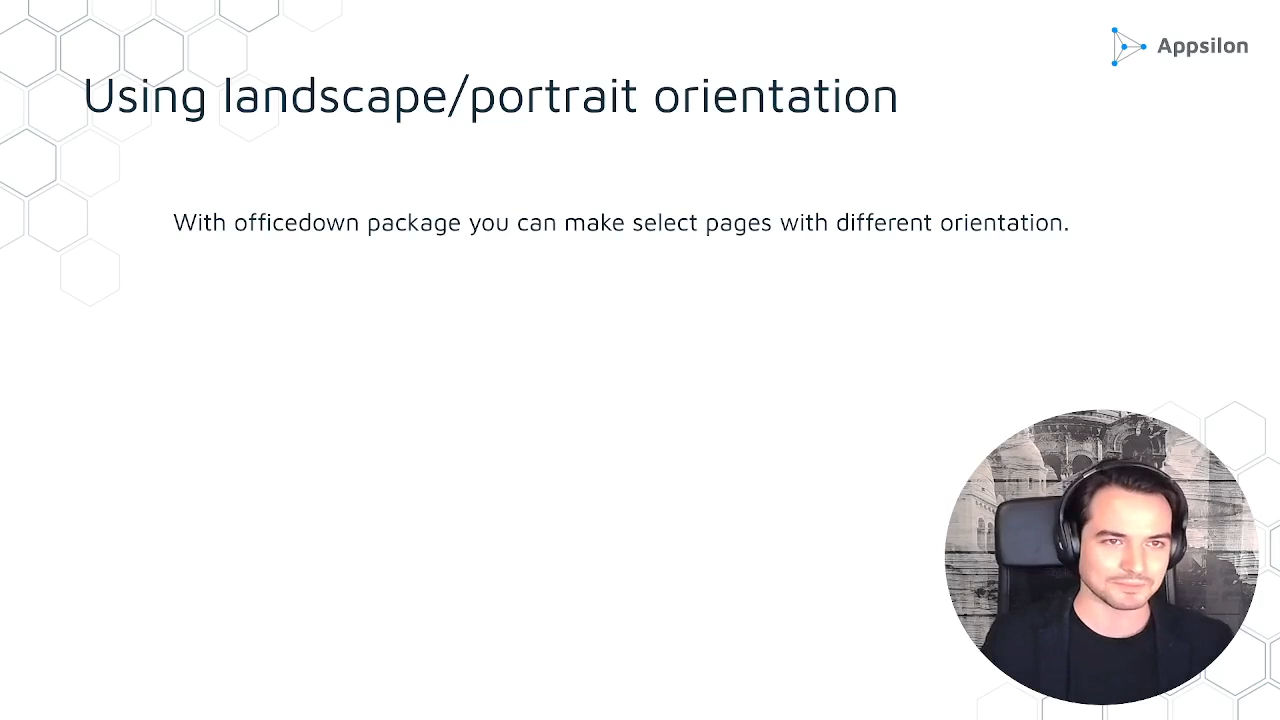 Appsilon
Using landscape/portrait orientation
With officedown package you can make select pages with different orientation.